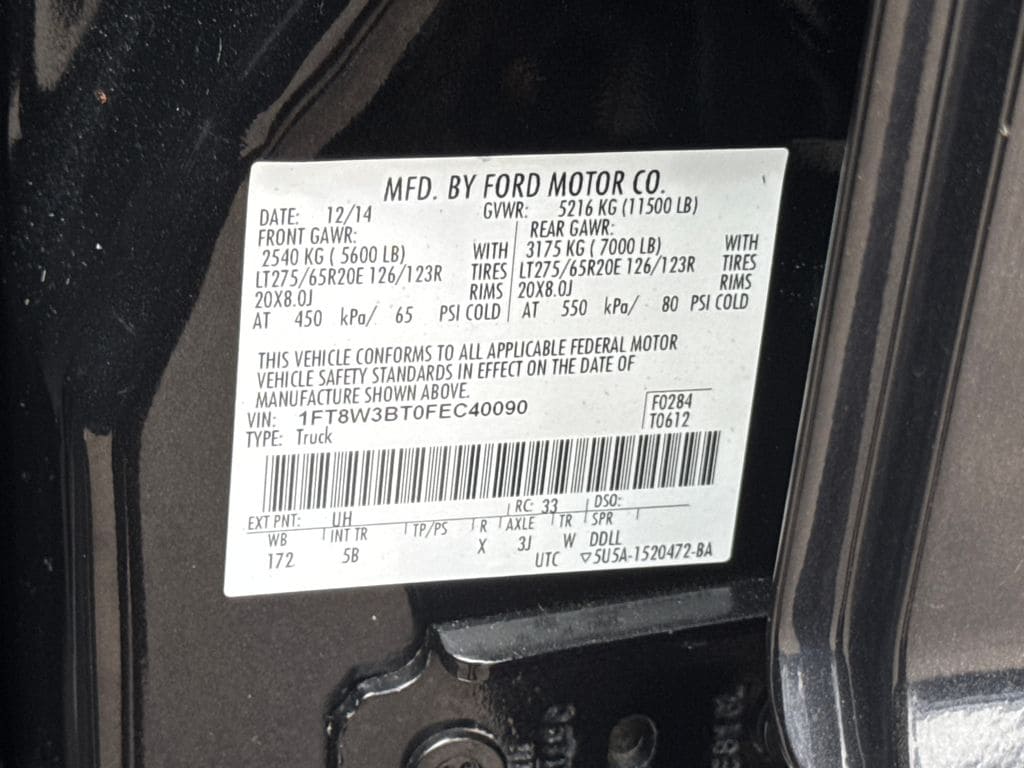 MFD. BY FORD MOTOR CO.
DATE: 12/14 GVWR: 5216 KG (11500 LB)
FRONT GAWR: REAR GAWR:
2540 KG ( 5600 LB) WITH 3175 KG ( 7000 LB) WITH
LT275/65R20E 126/123R TIRES LT275/65R20E 126/123R TIRES
20X8.0J RIMS 20X8.0J RIMS
AT 450 kPa/ 65 PSI COLD AT 550 kPa/ 80 PSI COLD
THIS VEHICLE CONFORMS TO ALL APPLICABLE FEDERAL MOTOR
VEHICLE SAFETY STANDARDS IN EFFECT ON THE DATE OF
MANUFACTURE SHOWN ABOVE.
VIN: 1FT8W3BT0FEC40090 F0284
TYPE: Truck T0612
EXT PNT: UH RC: 33 DSO:
WB INT TR TP/PS R AXLE TR SPR
172 5B X 3J W DDLL
UTC ▽5U5A-1520472-BA